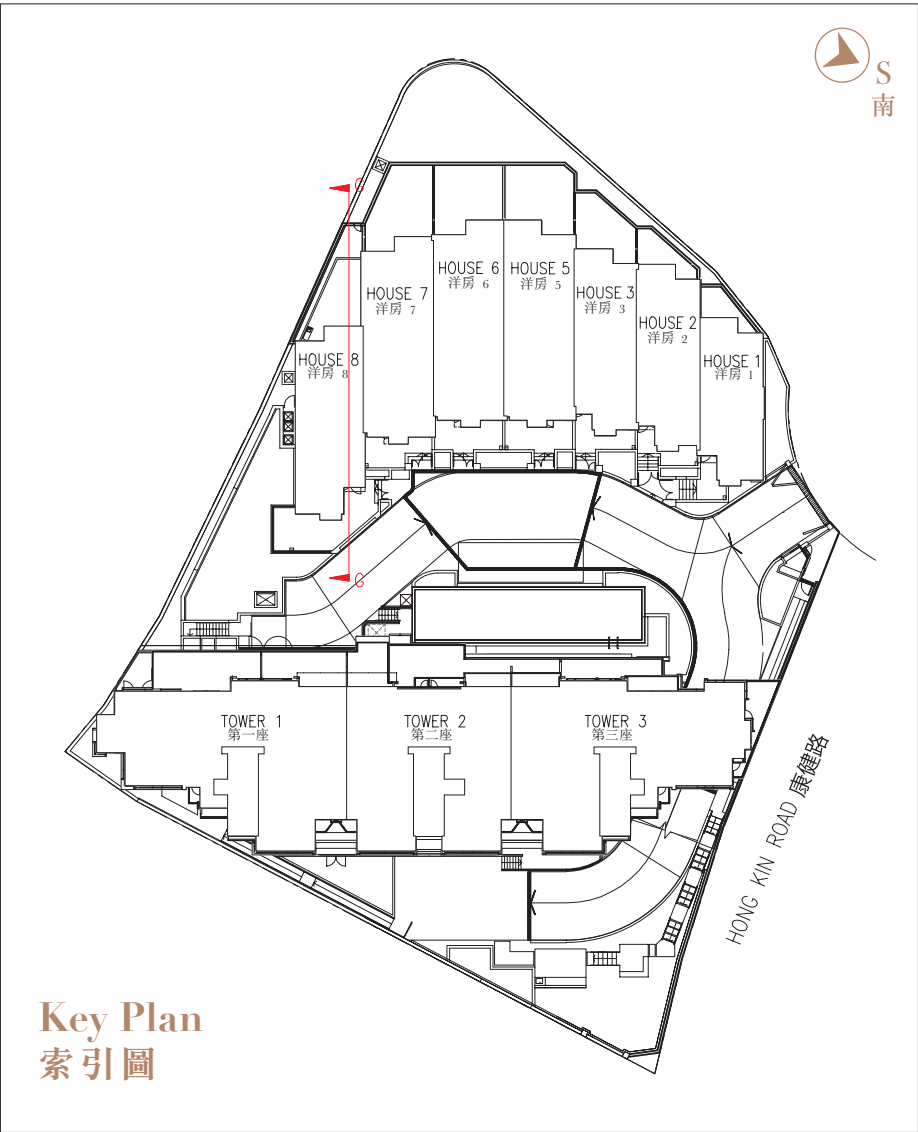 S
南
G
HOUSE 6
洋房 6
HOUSE 5
洋房 5
HOUSE 7
洋房 7
HOUSE 3
洋房 3
HOUSE 2
洋房 2
HOUSE 8
洋房 8
HOUSE 1
洋房 1
G
TOWER 1
第一座
TOWER 2
第二座
TOWER 3
第三座
HONG KIN ROAD 康健路
Key Plan
索引圖